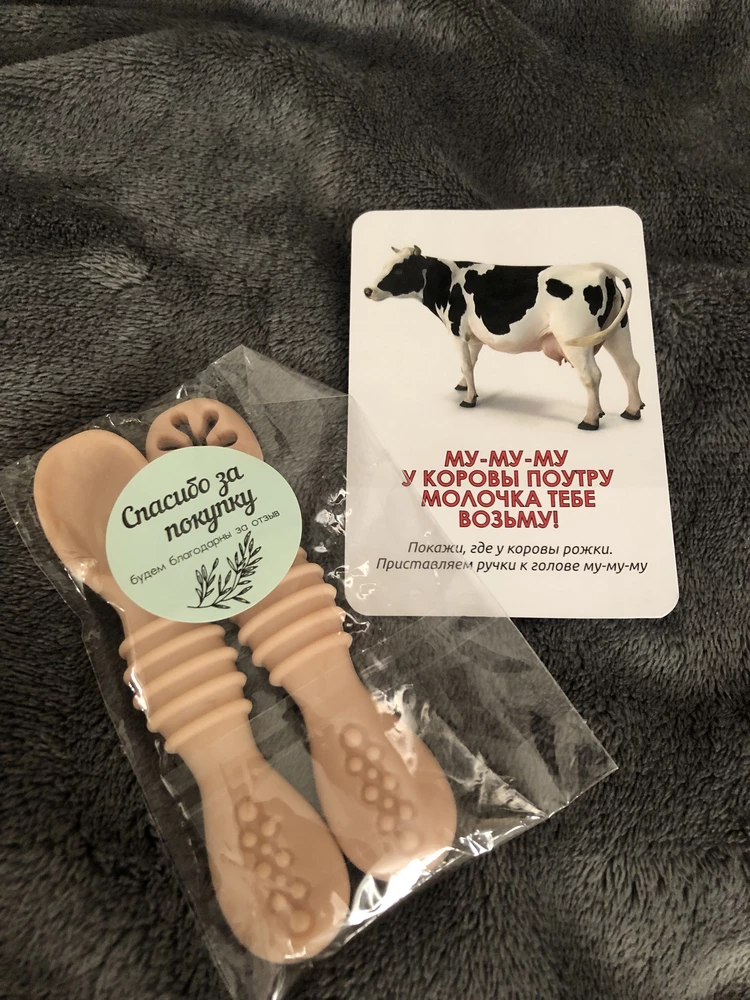 МУ-МУ-МУ
У КОРОВЫ ПОУТРУ
МОЛОЧКА ТЕБЕ
ВОЗЬМУ!
Покажи, где у коровы рожки.
Приставляем ручки к голове му-му-му
Спасибо за
покупку
будем благодарны за отзыв